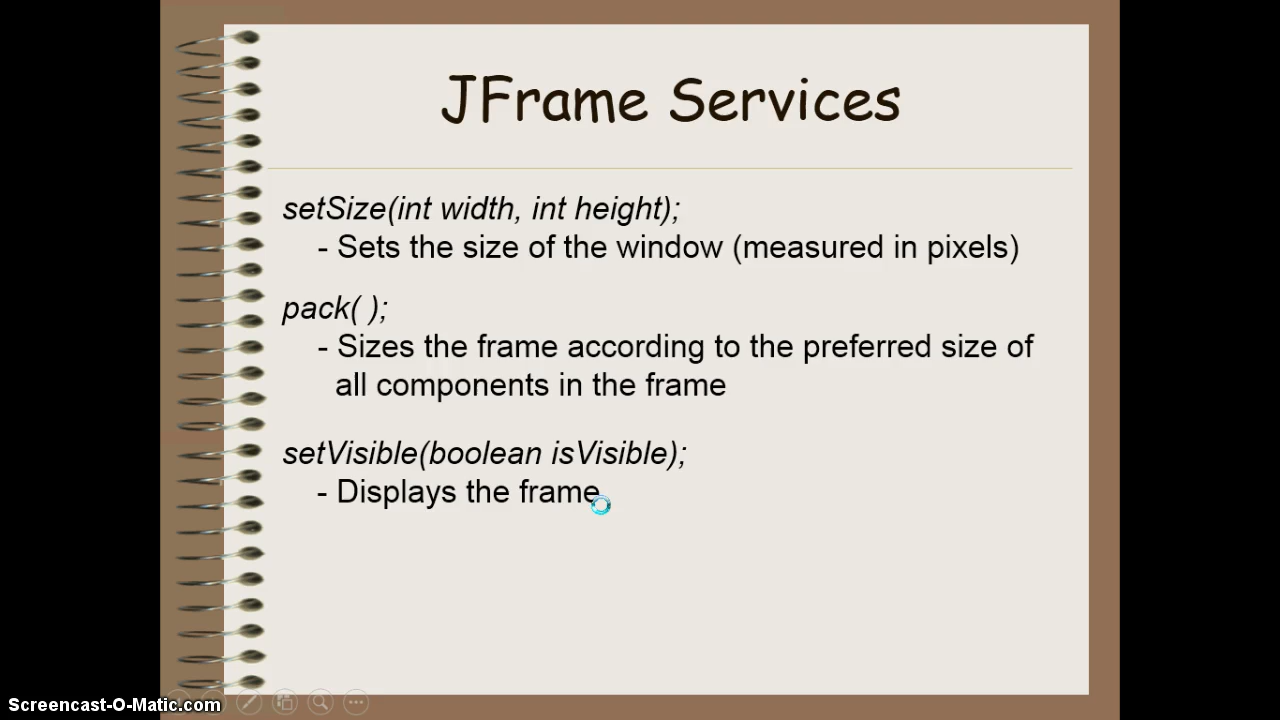 JFrame Services
setSize(int width, int height);
- Sets the size of the window (measured in pixels)
pack( );
- Sizes the frame according to the preferred size of
all components in the frame
setVisible(boolean isVisible);
- Displays the frame
Screencast-O-Matic.com